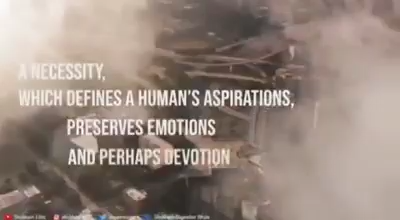 A NECESSITY,
WHICH DEFINES A HUMAN'S ASPIRATIONS,
PRESERVES EMOTIONS
AND PERHAPS DEVOTION